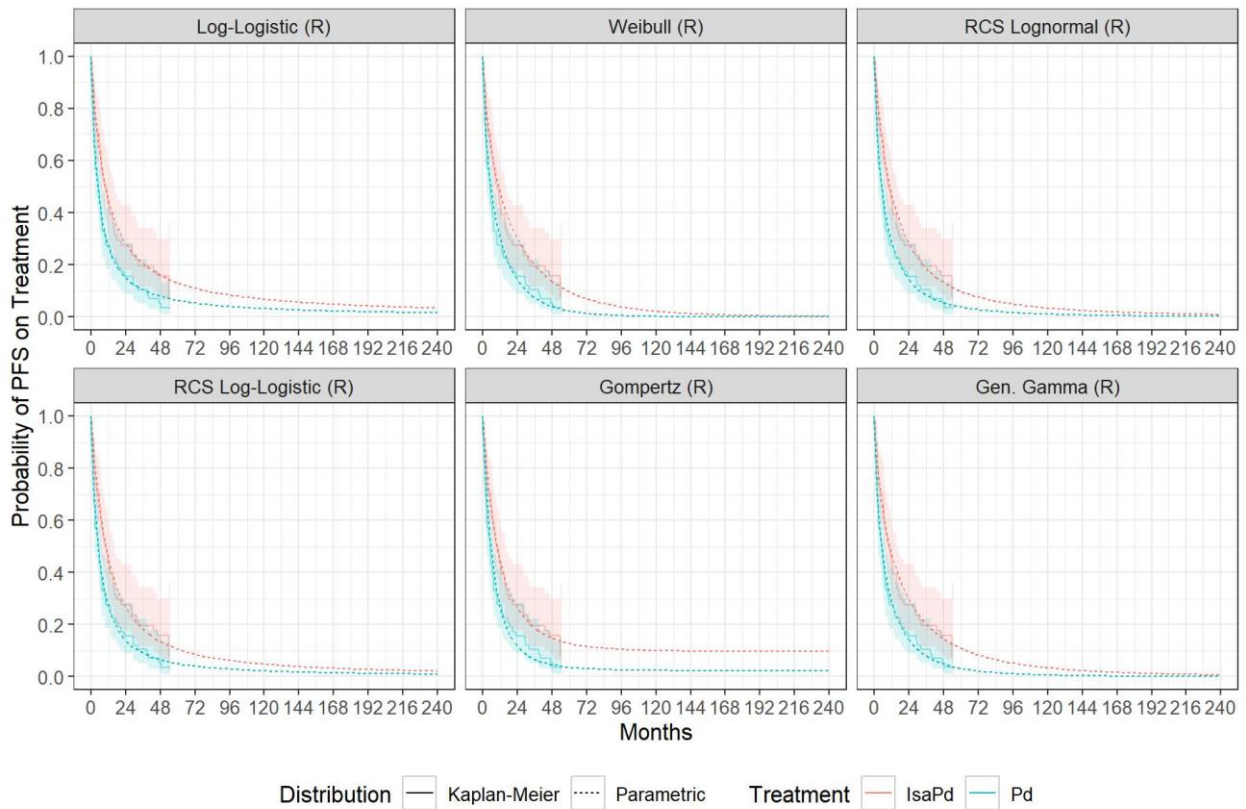 Log-Logistic (R) Weibull (R) RCS Lognormal (R)
1.0
0.8
0.6
0.4
0.2
0.0
0 24 48 72 96 120 144 168 192 216 240 0 24 48 72 96 120 144 168 192 216 240 0 24 48 72 96 120 144 168 192 216 240
Probability of PFS on Treatment
RCS Log-Logistic (R) Gompertz (R) Gen. Gamma (R)
1.0
0.8
0.6
0.4
0.2
0.0
0 24 48 72 96 120 144 168 192 216 240 0 24 48 72 96 120 144 168 192 216 240 0 24 48 72 96 120 144 168 192 216 240
Months
Distribution Kaplan-Meier Parametric Treatment IsaPd Pd